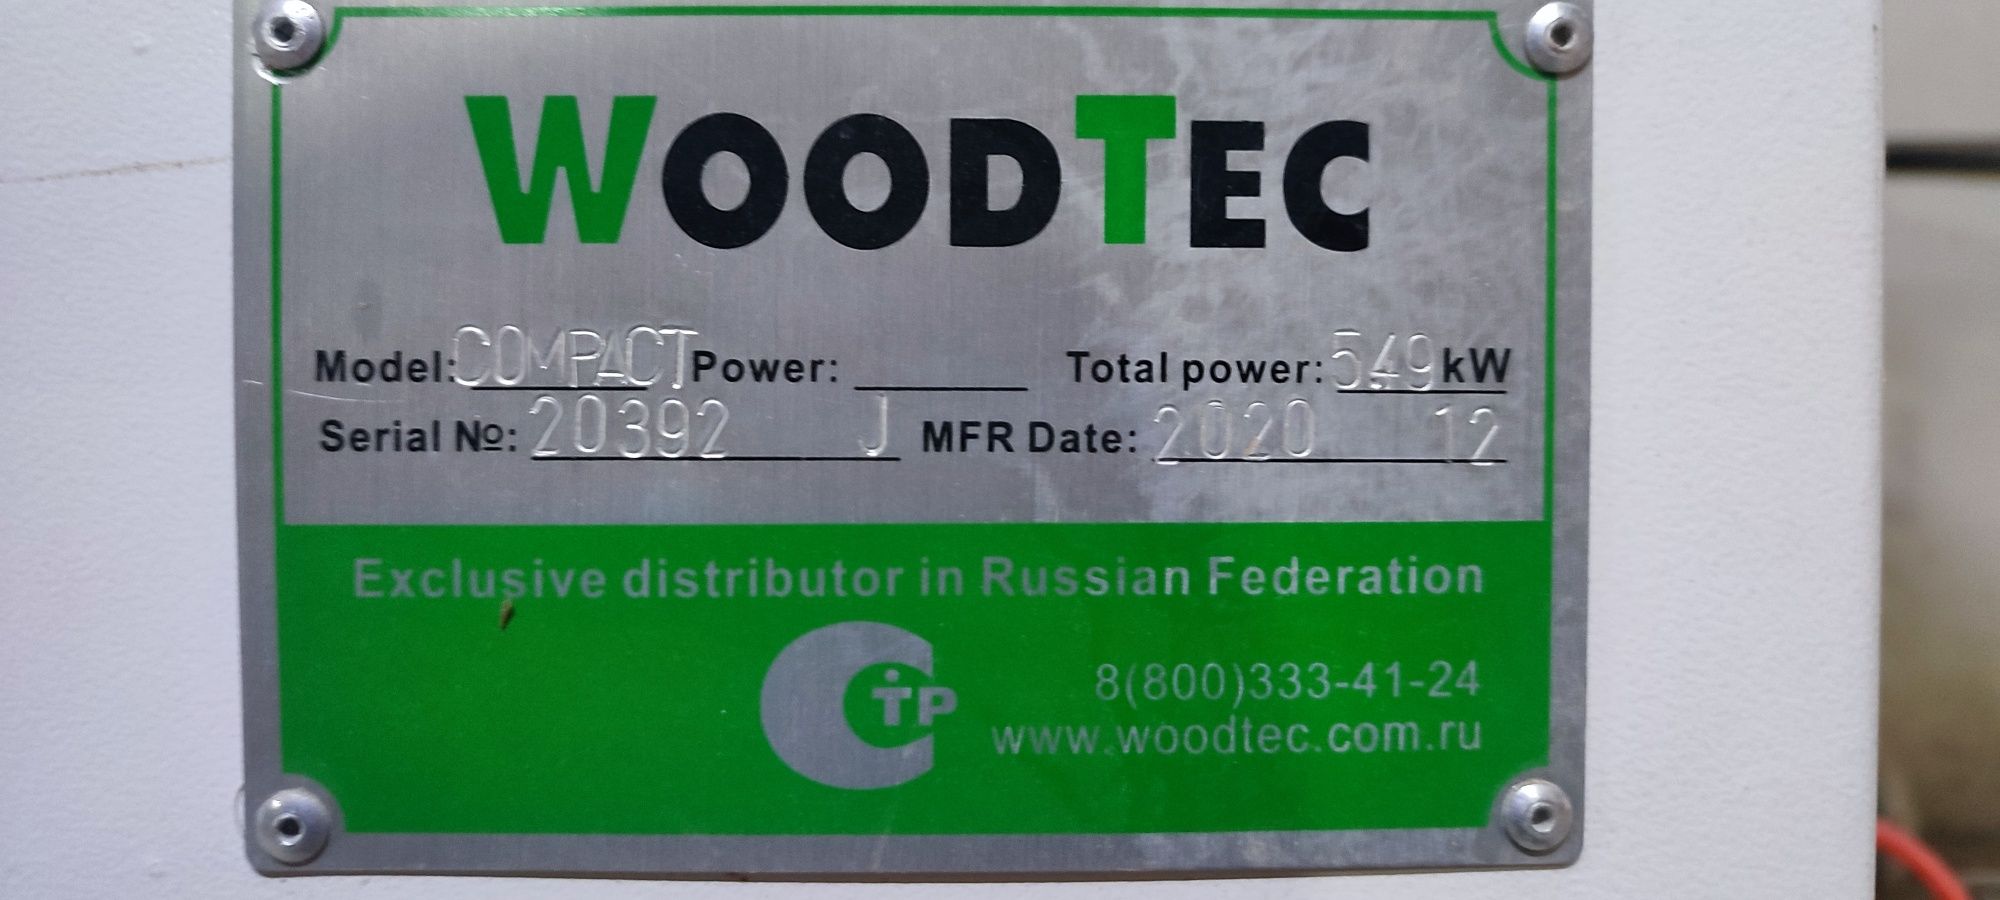 WOODTEC
Model: COMPACT Power: Total power: 5.49 kW
Serial №: 20392 J MFR Date: 2020 12
Exclusive distributor in Russian Federation
CTP
8(800)333-41-24
www.woodtec.com.ru